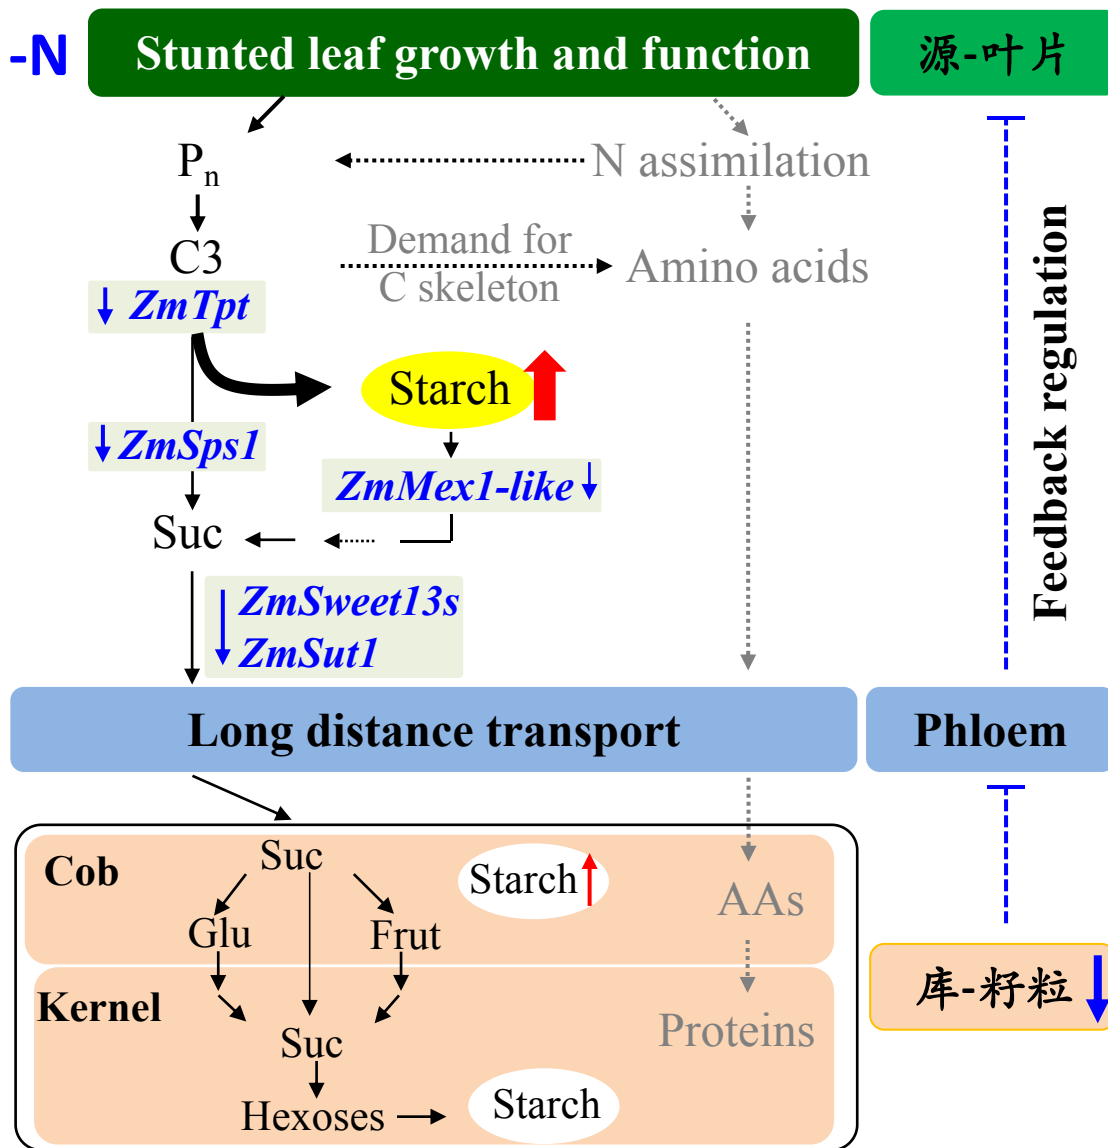 -N
Stunted leaf growth and function
源-叶片
Pn
N assimilation
C3
Demand for
C skeleton
Amino acids
ZmTpt
Starch
ZmSps1
ZmMex1-like
Suc
ZmSweet13s
ZmSut1
Feedback regulation
Long distance transport
Phloem
Cob
Suc
Starch
AAs
Glu
Frut
库-籽粒
Kernel
Suc
Proteins
Hexoses
Starch